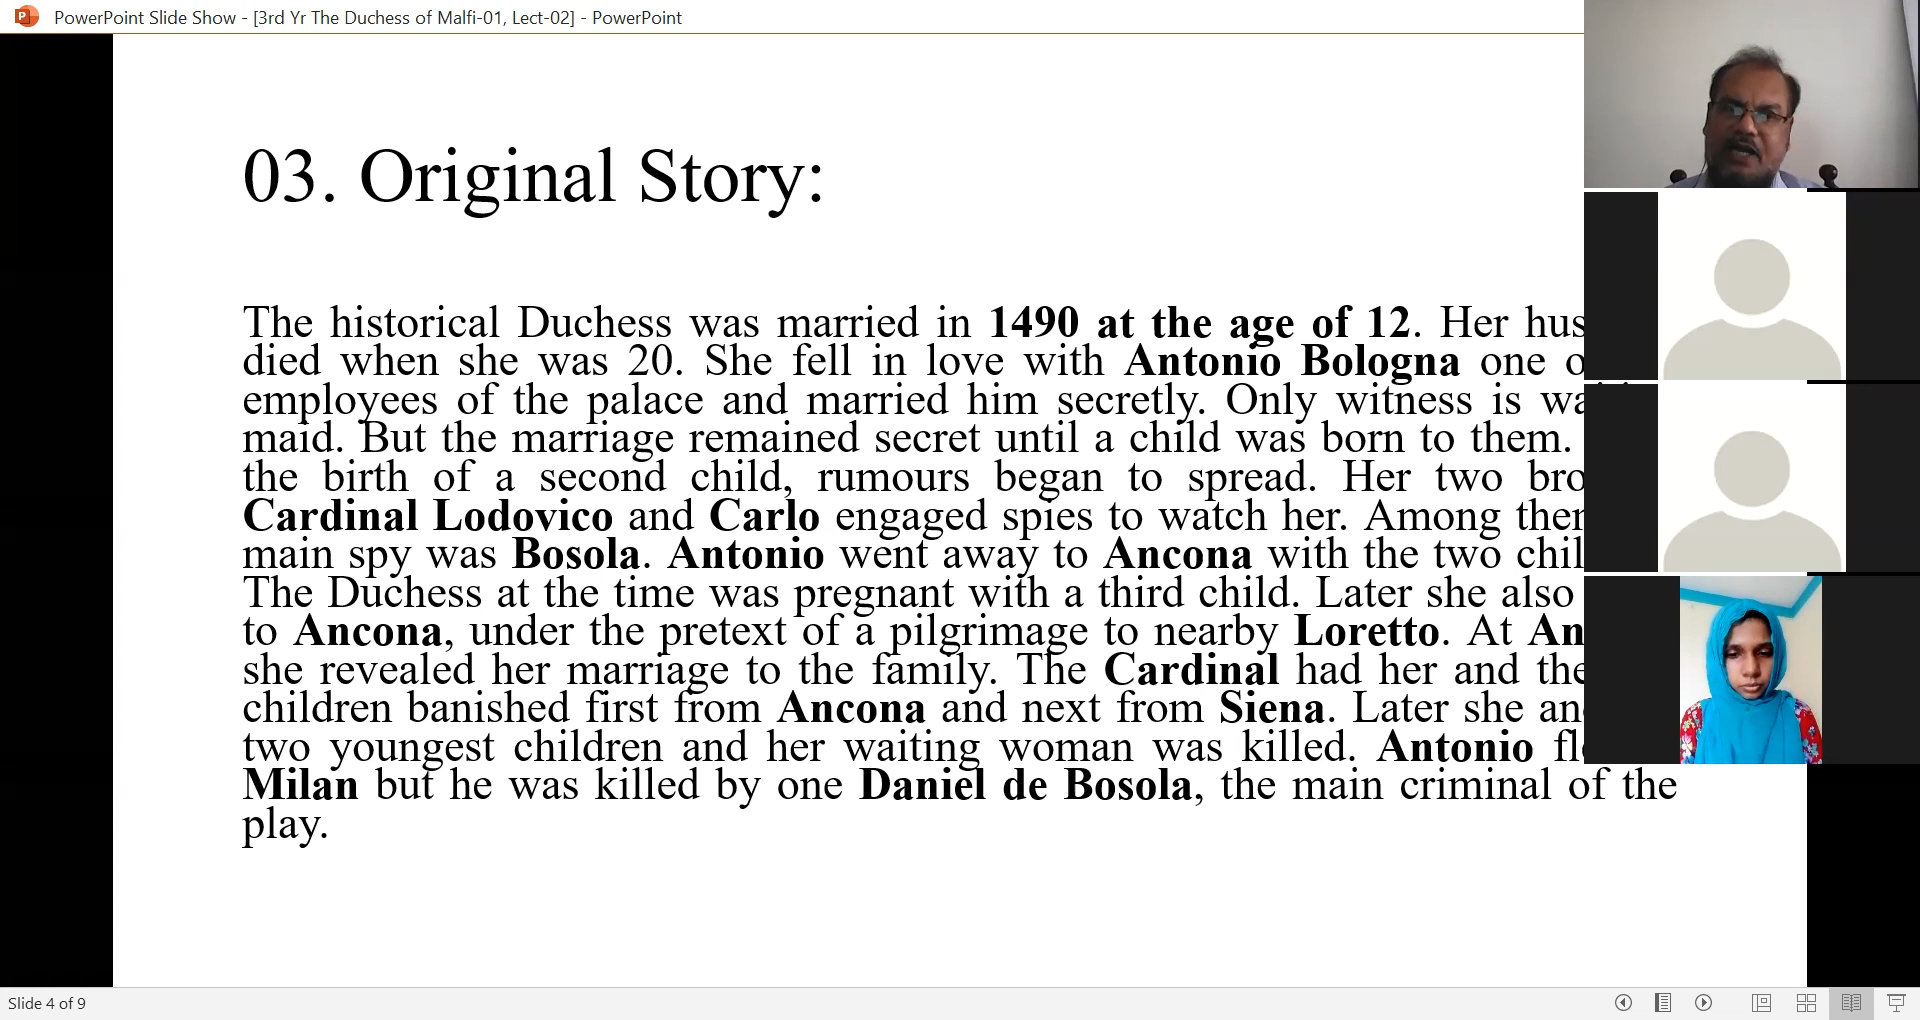 PowerPoint Slide Show - [3rd Yr The Duchess of Malfi-01, Lect-02] - PowerPoint
03. Original Story:
The historical Duchess was married in 1490 at the age of 12. Her
died when she was 20. She fell in love with Antonio Bologna one
employees of the palace and married him secretly. Only witness is
maid. But the marriage remained secret until a child was born to them.
the birth of a second child, rumours began to spread. Her two
Cardinal Lodovico and Carlo engaged spies to watch her. Among
main spy was Bosola. Antonio went away to Ancona with the two
The Duchess at the time was pregnant with a third child. Later she also
to Ancona, under the pretext of a pilgrimage to nearby Loretto. At
she revealed her marriage to the family. The Cardinal had her and
children banished first from Ancona and next from Siena. Later she
two youngest children and her waiting woman was killed. Antonio
Milan but he was killed by one Daniel de Bosola, the main criminal of the
play.
Slide 4 of 9